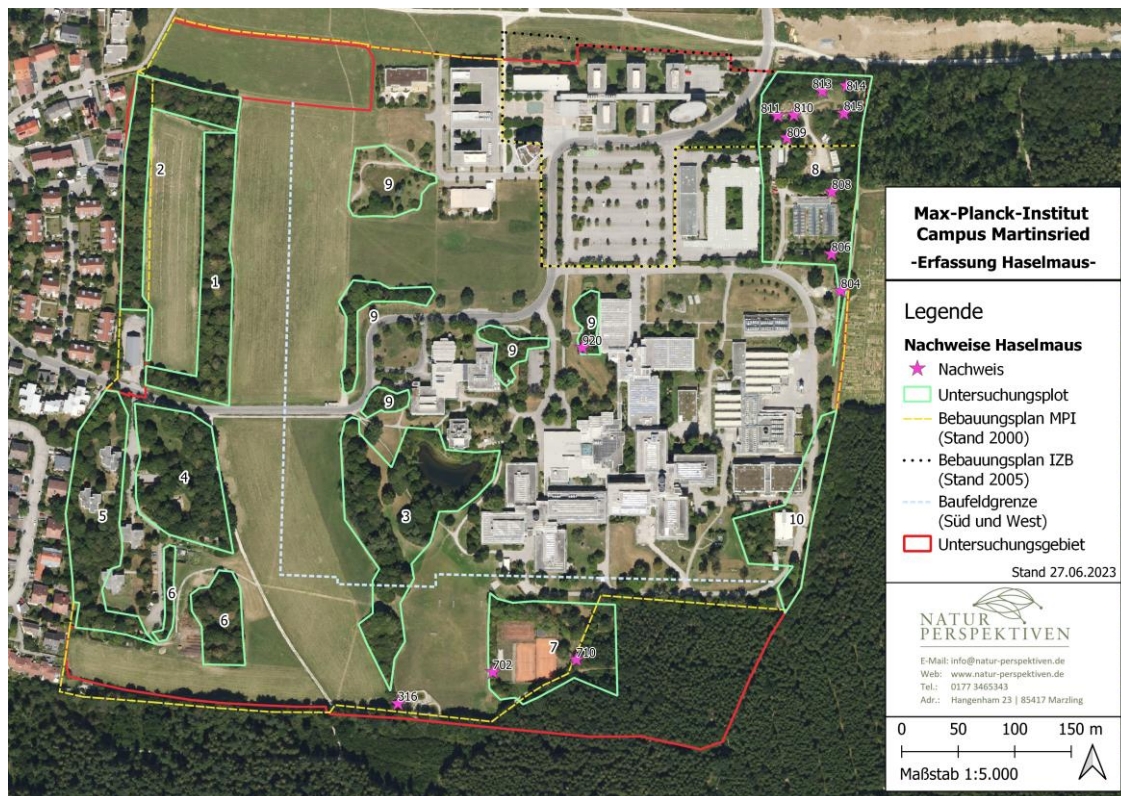 813
814
811
810
815
809
2
9
8
808
1
806
804
9
9
9
920
9
4
3
5
10
6
6
7
710
702
316
Max-Planck-Institut
Campus Martinsried
-Erfassung Haselmaus-
Legende
Nachweise Haselmaus
Nachweis
Untersuchungsplot
Bebauungsplan MPI
(Stand 2000)
Bebauungsplan IZB
(Stand 2005)
Baufeldgrenze
(Süd und West)
Untersuchungsgebiet
Stand 27.06.2023
NATUR
PERSPEKTIVEN
E-Mail: info@natur-perspektiven.de
Web: www.natur-perspektiven.de
Tel.: 0177 3465343
Adr.: Hangenham 23 | 85417 Marzling
0 50 100 150 m
Maßstab 1:5.000